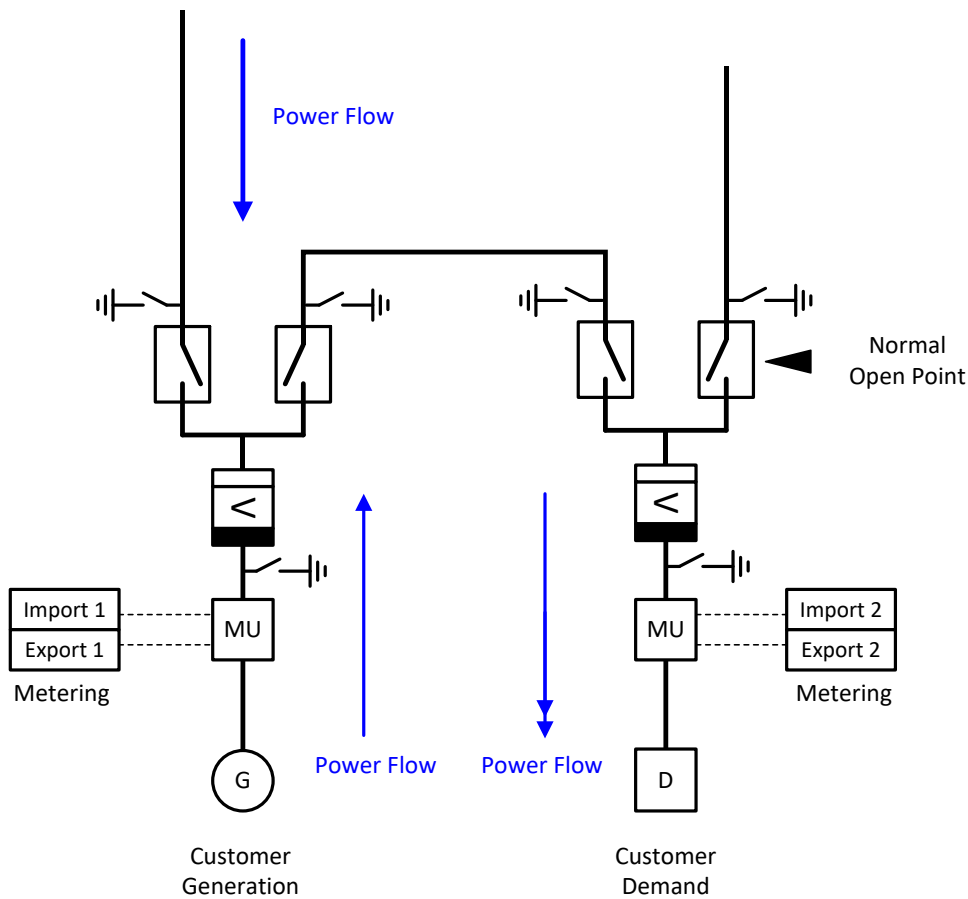 Power Flow
Normal
Open Point
Import 1
Export 1
Metering
MU
MU
Import 2
Export 2
Metering
Power Flow
Power Flow
G
D
Customer
Generation
Customer
Demand